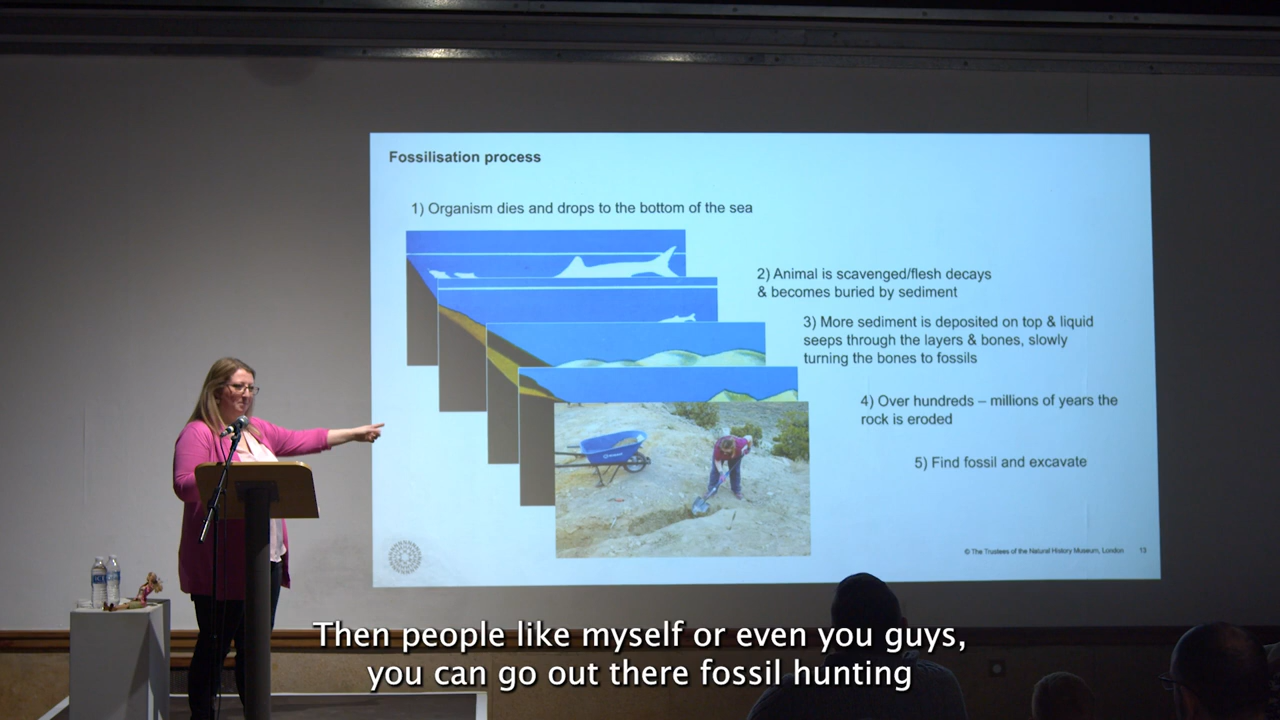 Fossilisation process
1) Organism dies and drops to the bottom of the sea
2) Animal is scavenged/flesh decays
& becomes buried by sediment
3) More sediment is deposited on top & liquid
seeps through the layers & bones, slowly
turning the bones to fossils
4) Over hundreds – millions of years the
rock is eroded
5) Find fossil and excavate
© The Trustees of the Natural History Museum, London
13
Then people like myself or even you guys,
you can go out there fossil hunting